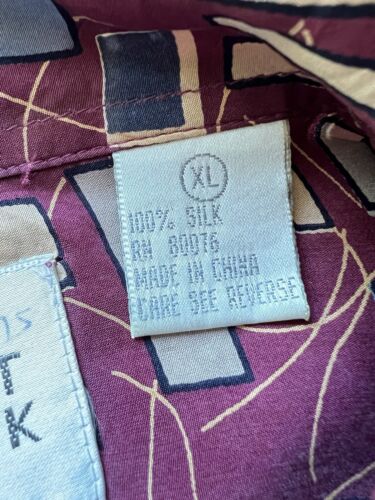 XL
100% SILK
RN 80076
MADE IN CHINA
CARE SEE REVERSE